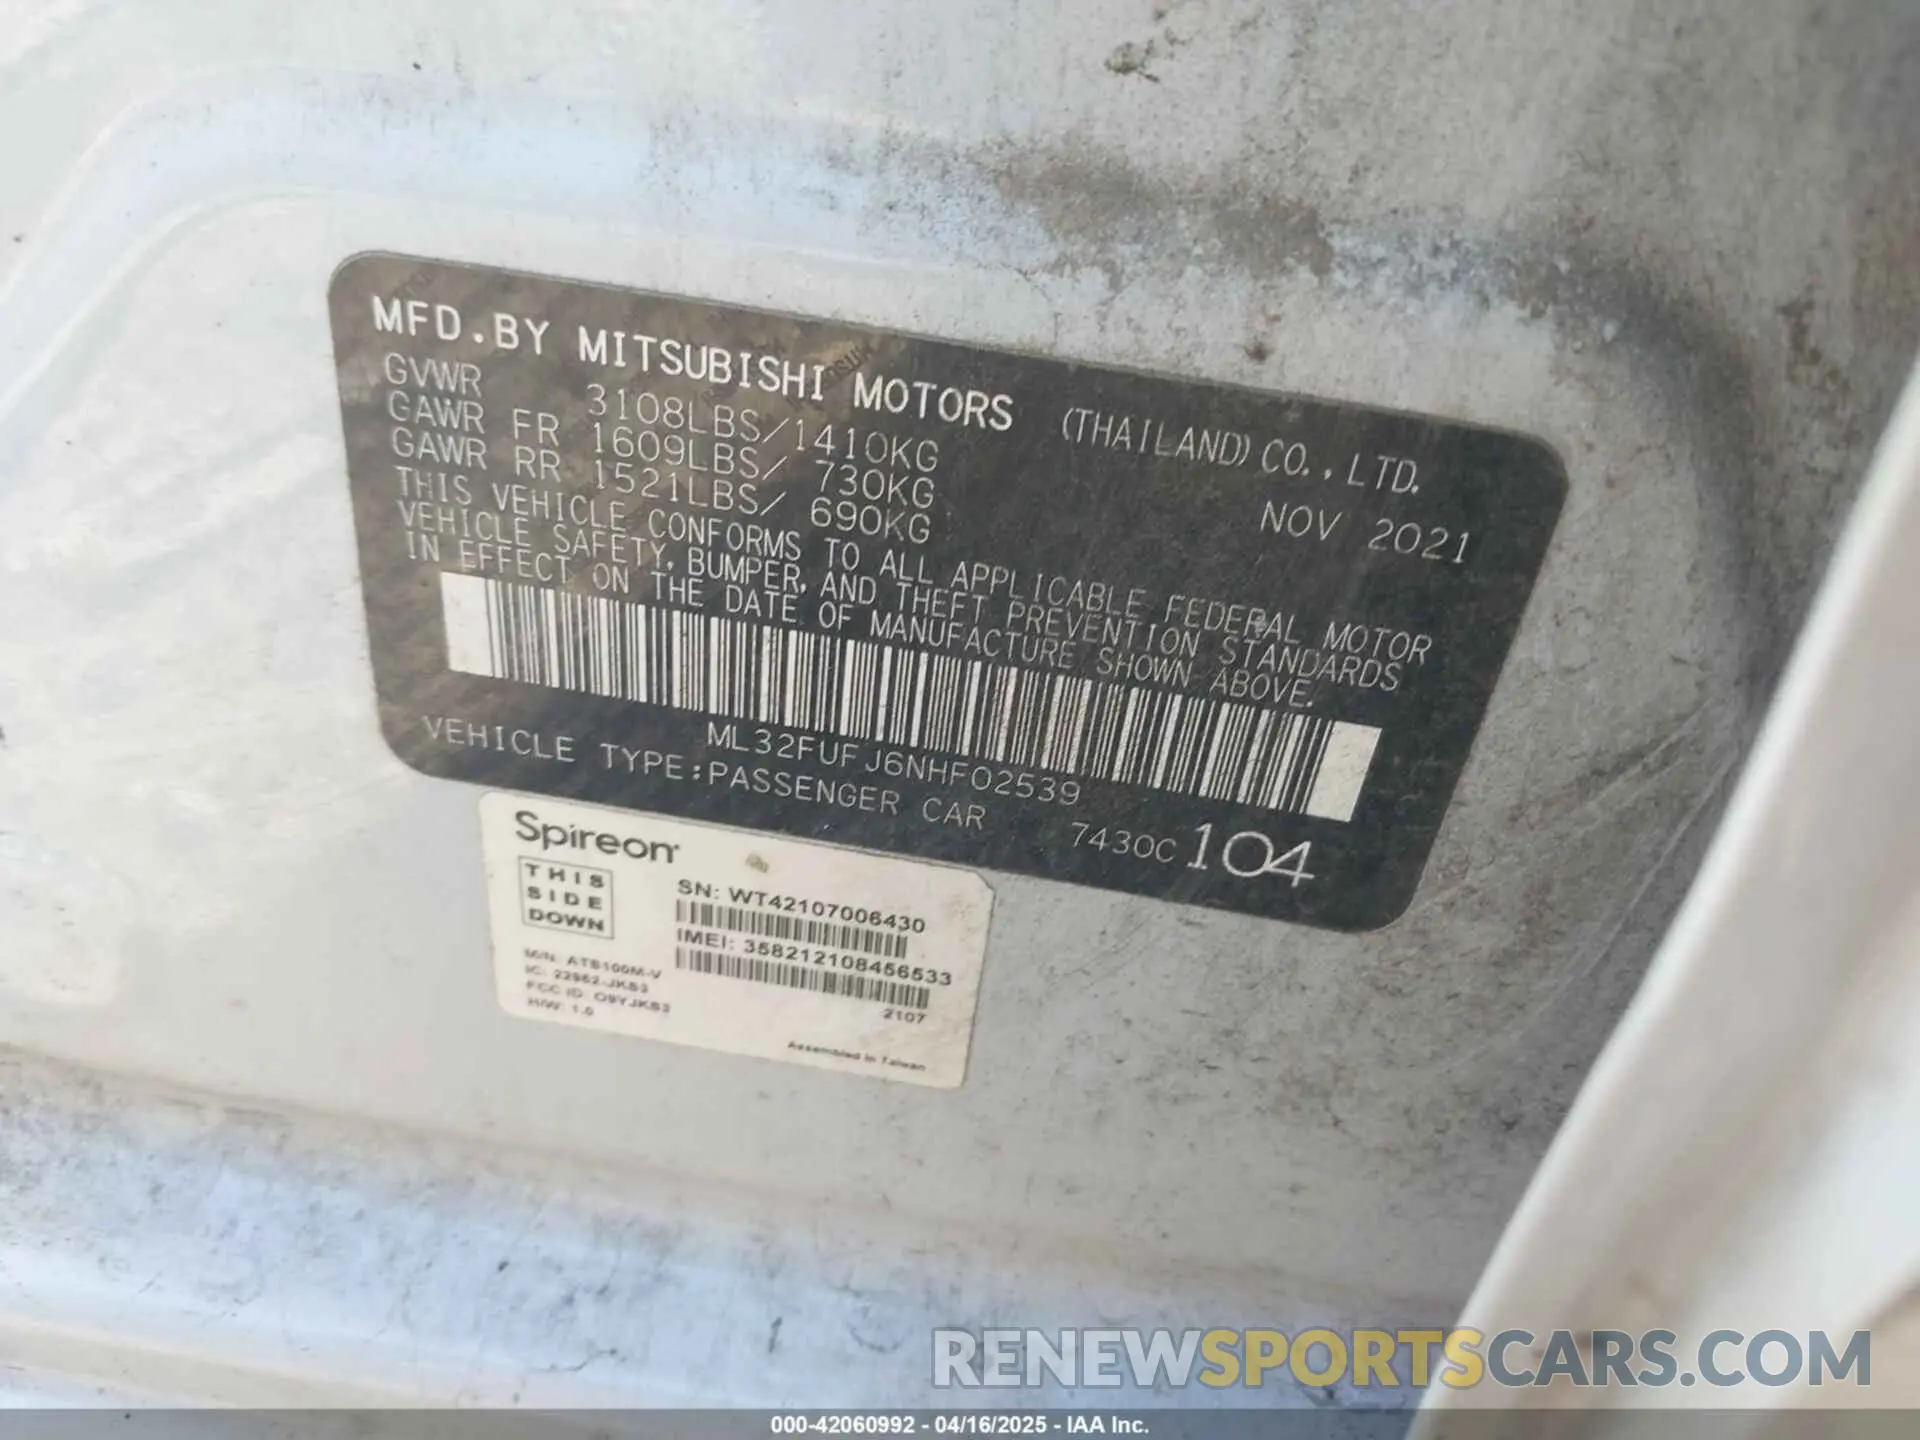 MFD.BY MITSUBISHI MOTORS (THAILAND)CO.,LTD.
GVWR 3108LBS/1410KG NOV 2021
GAWR FR 1609LBS/ 730KG
GAWR RR 1521LBS/ 690KG
THIS VEHICLE CONFORMS TO ALL APPLICABLE FEDERAL MOTOR
VEHICLE SAFETY, BUMPER, AND THEFT PREVENTION STANDARDS
IN EFFECT ON THE DATE OF MANUFACTURE SHOWN ABOVE.
ML32FUFJ6NHF02539
VEHICLE TYPE:PASSENGER CAR 7430C 104
Spireon
THIS
SIDE
DOWN
SN: WT42107006430
IMEI: 358212108456533
2107
M/N: ATB100M-V
IC: 22982-JKB3
FCC ID: O9YJKB3
H/W: 1.0
Assembled in Taiwan
RENEWSPORTSCARS.COM
000-42060992 - 04/16/2025 - IAA Inc.